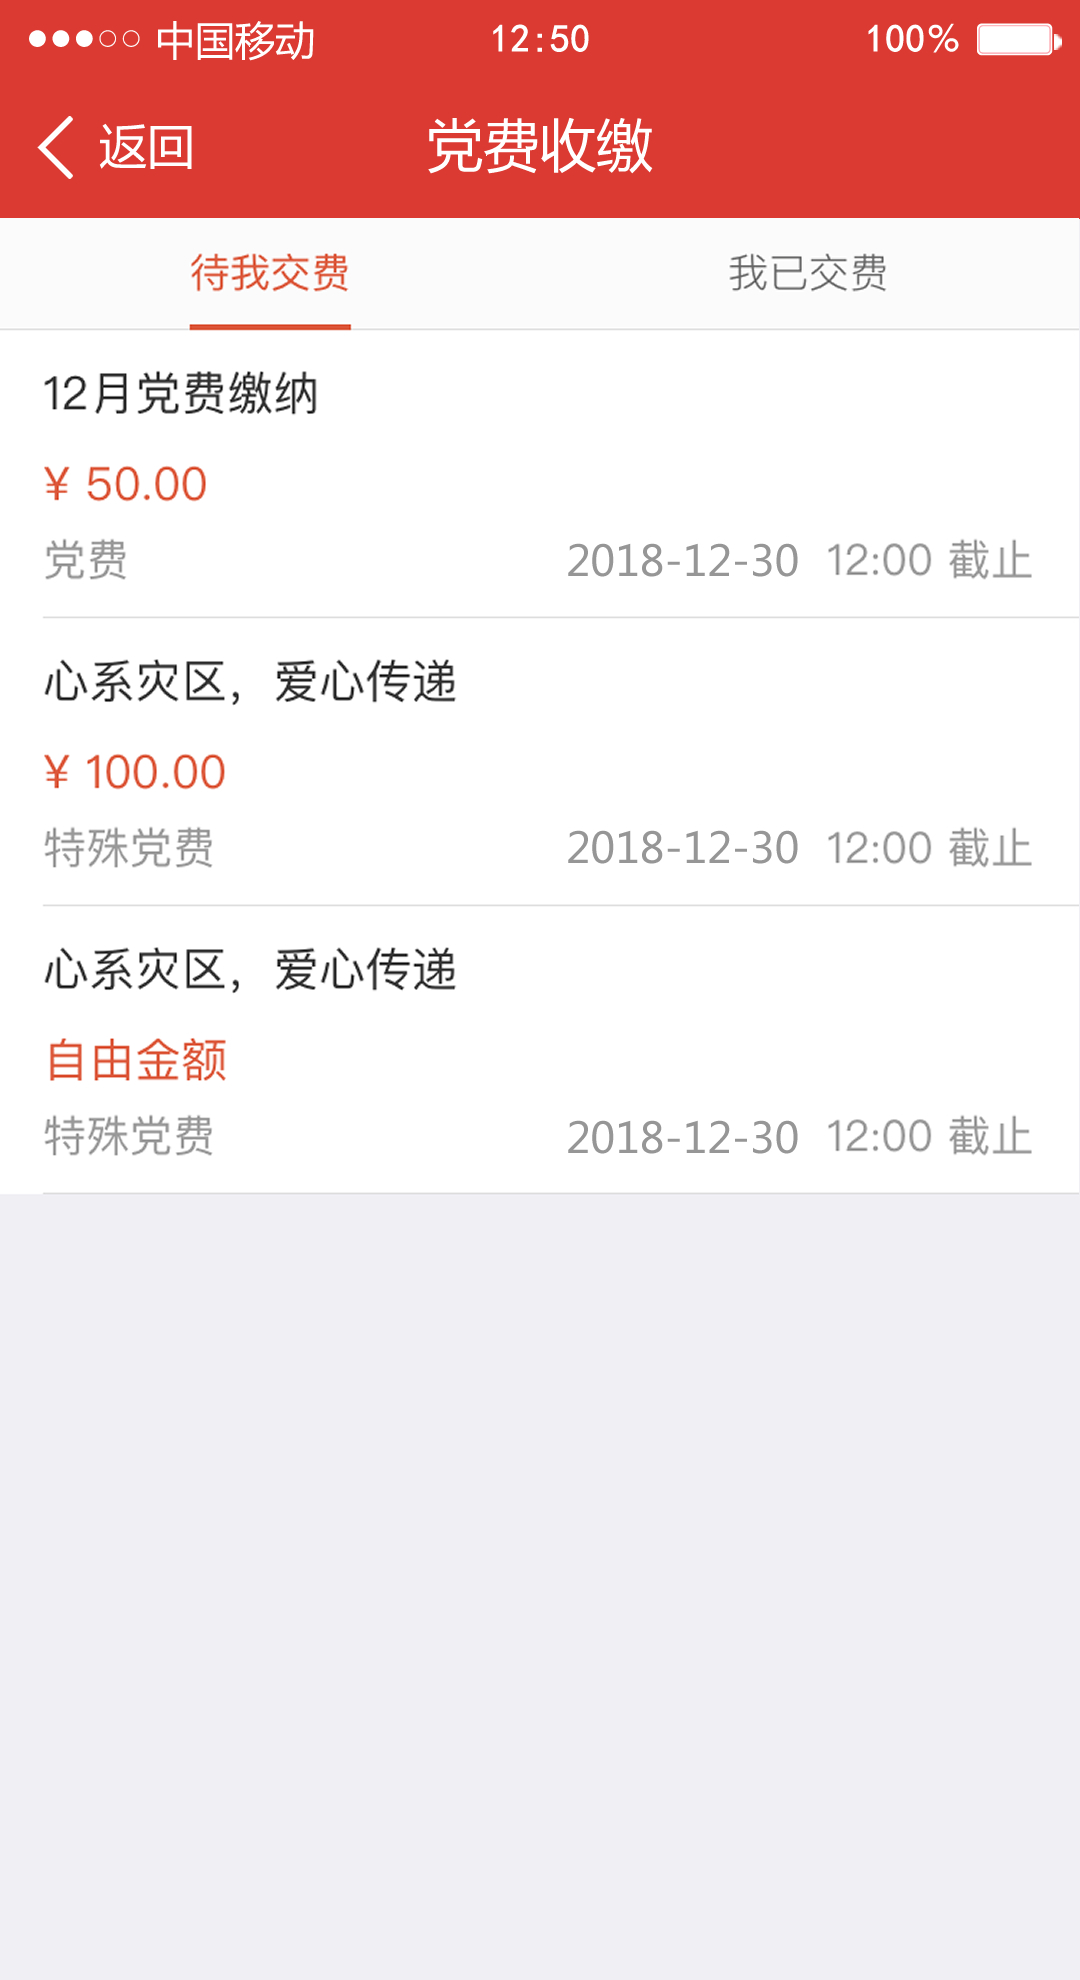 中国移动 12:50 100%
返回 党费收缴
待我交费 我已交费
12月党费缴纳
¥ 50.00
党费 2018-12-30 12:00 截止
心系灾区，爱心传递
¥ 100.00
特殊党费 2018-12-30 12:00 截止
心系灾区，爱心传递
自由金额
特殊党费 2018-12-30 12:00 截止